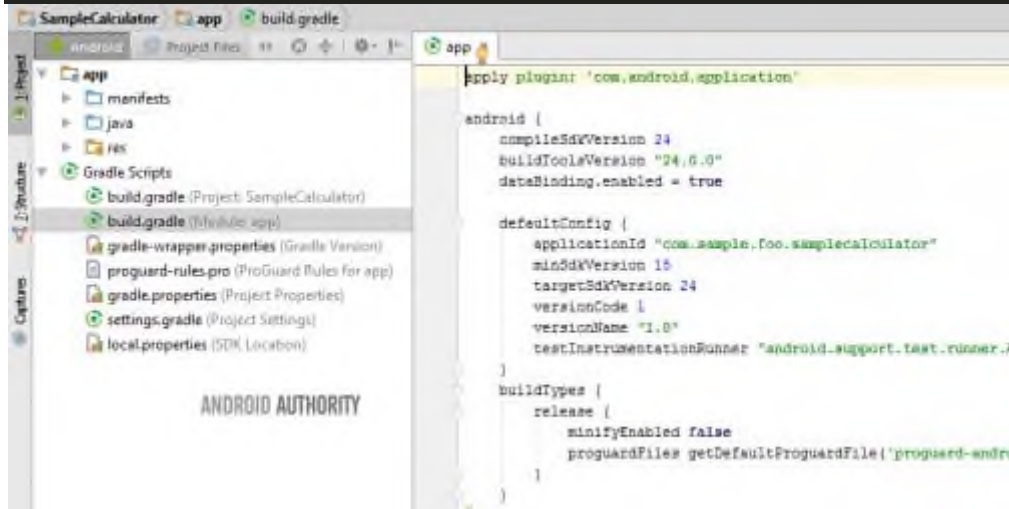 SampleCalculator app build.gradle
Android Project Files
app
1: Project
app
manifests
java
res
Gradle Scripts
build.gradle (Project: SampleCalculator)
build.gradle (Module: app)
gradle-wrapper.properties (Gradle Version)
proguard-rules.pro (ProGuard Rules for app)
gradle.properties (Project Properties)
settings.gradle (Project Settings)
local.properties (SDK Location)
2: Structure
Captures
ANDROID AUTHORITY
apply plugin: 'com.android.application'
android {
compileSdkVersion 24
buildToolsVersion "24.0.0"
dataBinding.enabled = true
defaultConfig {
applicationId "com.sample.foo.samplecalculator"
minSdkVersion 15
targetSdkVersion 24
versionCode 1
versionName "1.0"
testInstrumentationRunner "android.support.test.runner.
}
buildTypes {
release {
minifyEnabled false
proguardFiles getDefaultProguardFile('proguard-andro
}
}